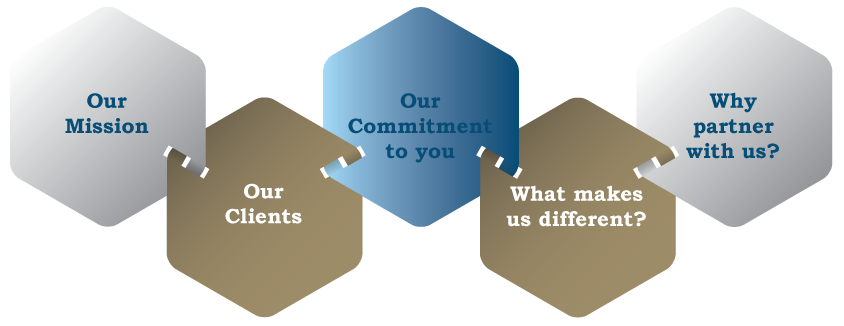 Our
Mission
Our
Clients
Our
Commitment
to you
What makes
us different?
Why
partner
with us?